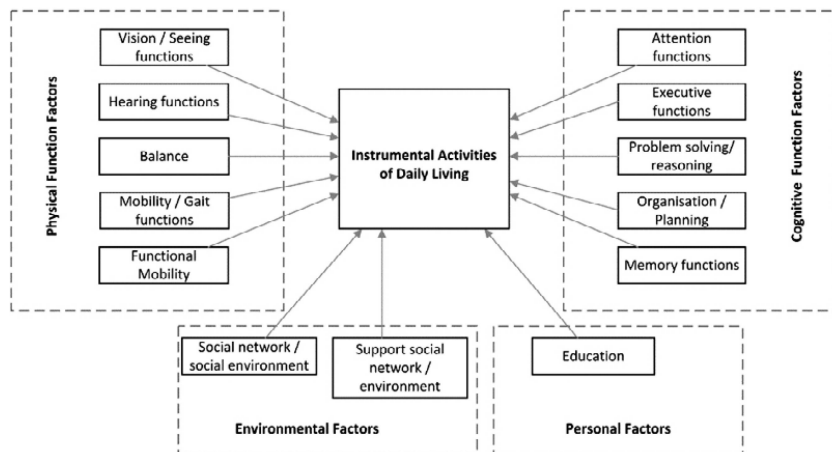 Physical Function Factors
Vision / Seeing
functions
Hearing functions
Balance
Mobility / Gait
functions
Functional
Mobility
Instrumental Activities
of Daily Living
Attention
functions
Executive
functions
Problem solving/
reasoning
Organisation /
Planning
Memory functions
Cognitive Function Factors
Social network /
social environment
Support social
network /
environment
Environmental Factors
Education
Personal Factors